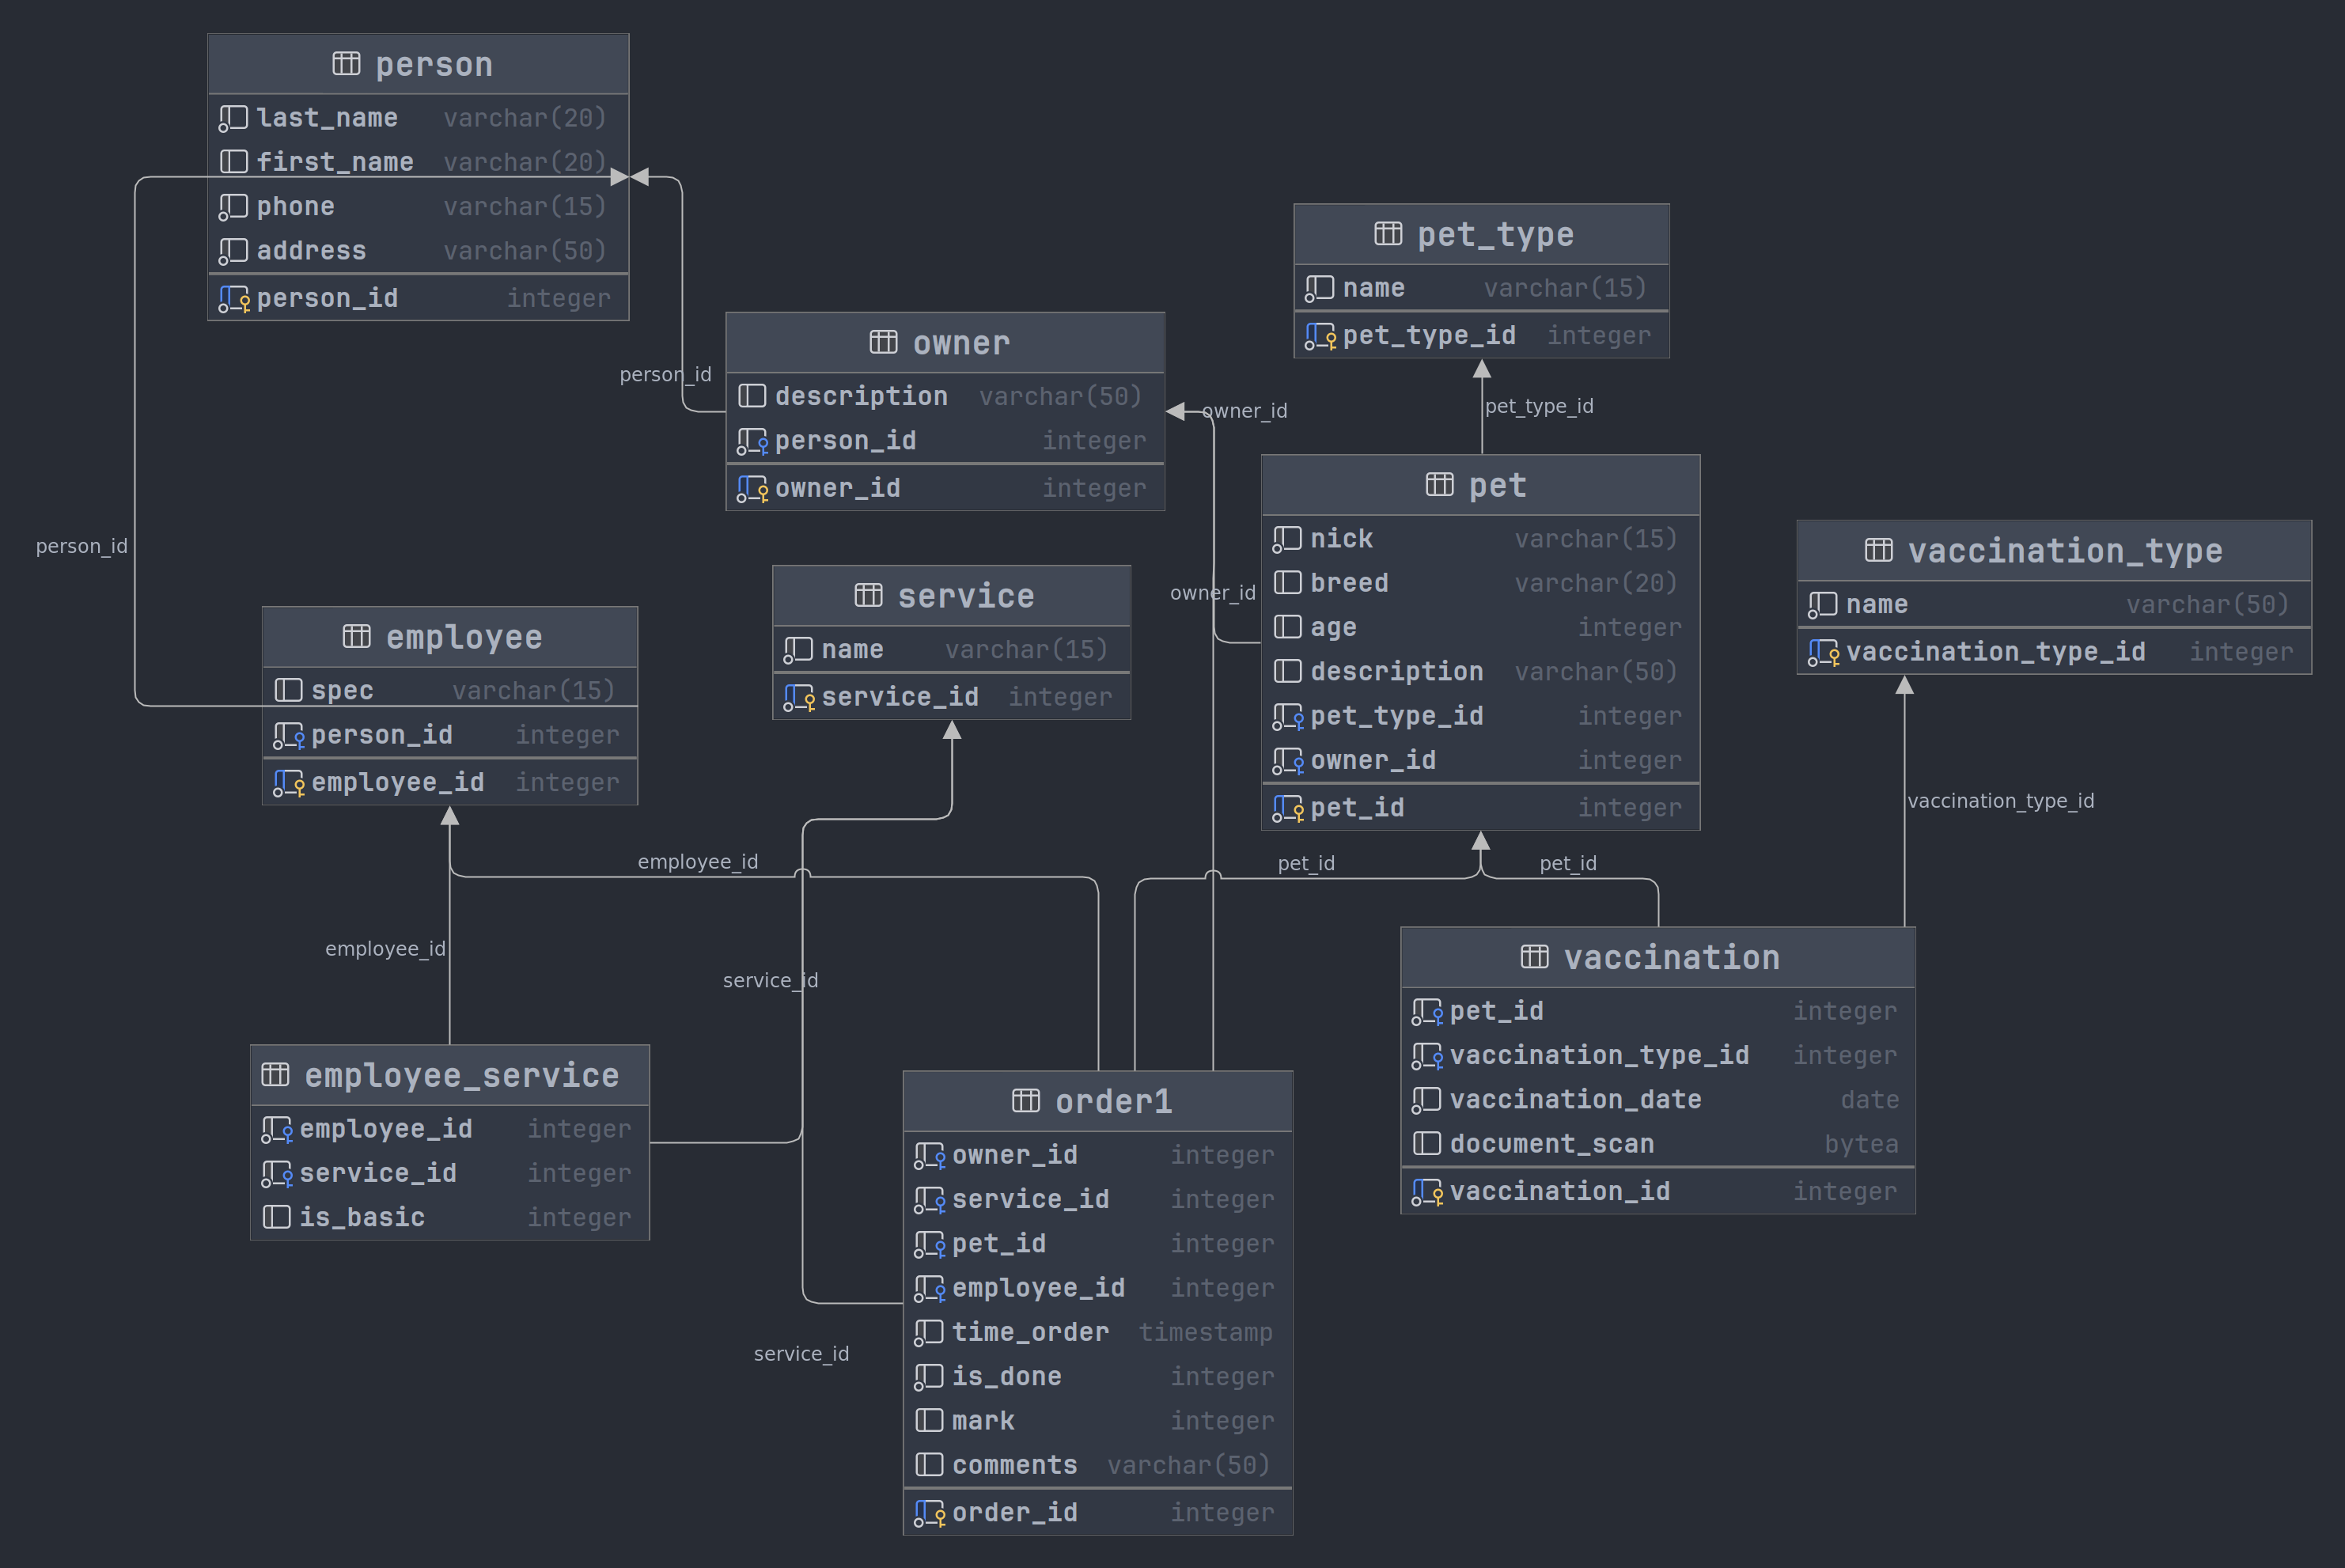 person
last_name varchar(20)
first_name varchar(20)
phone varchar(15)
address varchar(50)
person_id integer
pet_type
name varchar(15)
pet_type_id integer
owner
description varchar(50)
person_id integer
owner_id integer
person_id
owner_id
pet_type_id
pet
nick varchar(15)
breed varchar(20)
age integer
description varchar(50)
pet_type_id integer
owner_id integer
pet_id integer
vaccination_type
name varchar(50)
vaccination_type_id integer
person_id
service
name varchar(15)
service_id integer
owner_id
employee
spec varchar(15)
person_id integer
employee_id integer
vaccination_type_id
employee_id
pet_id
pet_id
employee_id
service_id
vaccination
pet_id integer
vaccination_type_id integer
vaccination_date date
document_scan bytea
vaccination_id integer
employee_service
employee_id integer
service_id integer
is_basic integer
order1
owner_id integer
service_id integer
pet_id integer
employee_id integer
time_order timestamp
is_done integer
mark integer
comments varchar(50)
order_id integer
service_id